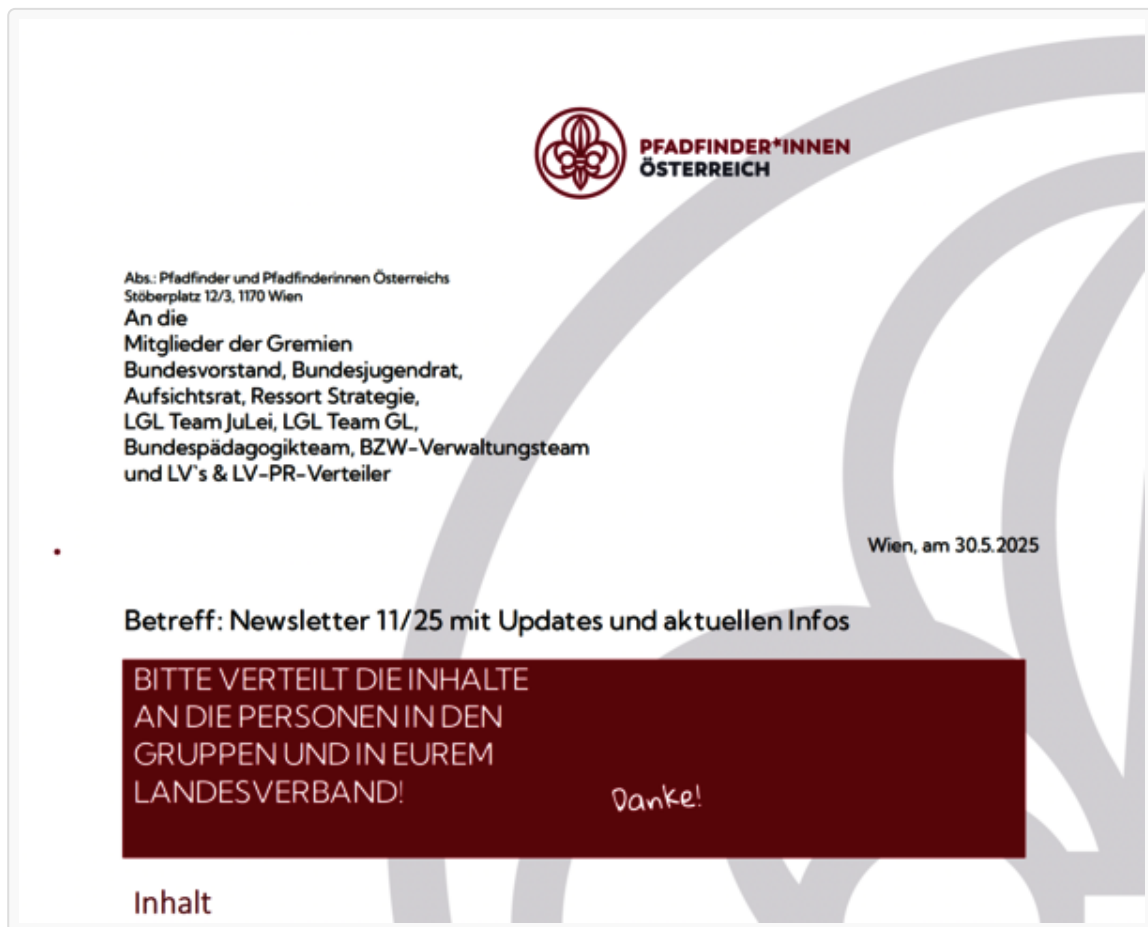 PFADFINDER*INNEN
ÖSTERREICH
Abs.: Pfadfinder und Pfadfinderinnen Österreichs
Stöberplatz 12/3, 1170 Wien
An die
Mitglieder der Gremien
Bundesvorstand, Bundesjugendrat,
Aufsichtsrat, Ressort Strategie,
LGL Team JuLei, LGL Team GL,
Bundespädagogikteam, BZW-Verwaltungsteam
und LV`s & LV-PR-Verteiler
Wien, am 30.5.2025
Betreff: Newsletter 11/25 mit Updates und aktuellen Infos
BITTE VERTEILT DIE INHALTE
AN DIE PERSONEN IN DEN
GRUPPEN UND IN EUREM
LANDESVERBAND!
Danke!
Inhalt